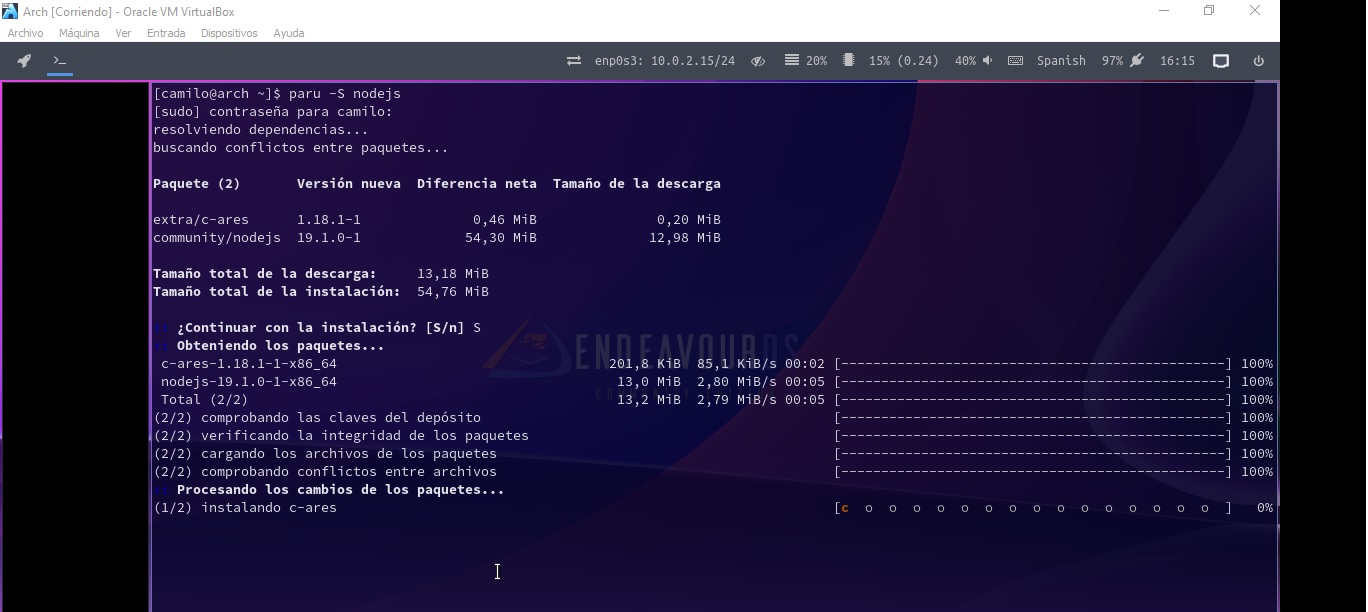 Arch [Corriendo] - Oracle VM VirtualBox
Archivo Máquina Ver Entrada Dispositivos Ayuda
enp0s3: 10.0.2.15/24 20% 15% (0.24) 40% Spanish 97% 16:15
[camilo@arch ~]$ paru -S nodejs
[sudo] contraseña para camilo:
resolviendo dependencias...
buscando conflictos entre paquetes...
Paquete (2) Versión nueva Diferencia neta Tamaño de la descarga
extra/c-ares 1.18.1-1 0,46 MiB 0,20 MiB
community/nodejs 19.1.0-1 54,30 MiB 12,98 MiB
Tamaño total de la descarga: 13,18 MiB
Tamaño total de la instalación: 54,76 MiB
:: ¿Continuar con la instalación? [S/n] S
:: Obteniendo los paquetes...
ENDEAVOUROS
c-ares-1.18.1-1-x86_64 201,8 KiB 85,1 KiB/s 00:02 [------------------------------------------------] 100%
nodejs-19.1.0-1-x86_64 13,0 MiB 2,80 MiB/s 00:05 [------------------------------------------------] 100%
Total (2/2) 13,2 MiB 2,79 MiB/s 00:05 [------------------------------------------------] 100%
(2/2) comprobando las claves del depósito [------------------------------------------------] 100%
(2/2) verificando la integridad de los paquetes [------------------------------------------------] 100%
(2/2) cargando los archivos de los paquetes [------------------------------------------------] 100%
(2/2) comprobando conflictos entre archivos [------------------------------------------------] 100%
:: Procesando los cambios de los paquetes...
(1/2) instalando c-ares [c o o o o o o o o o o o o o o o ] 0%